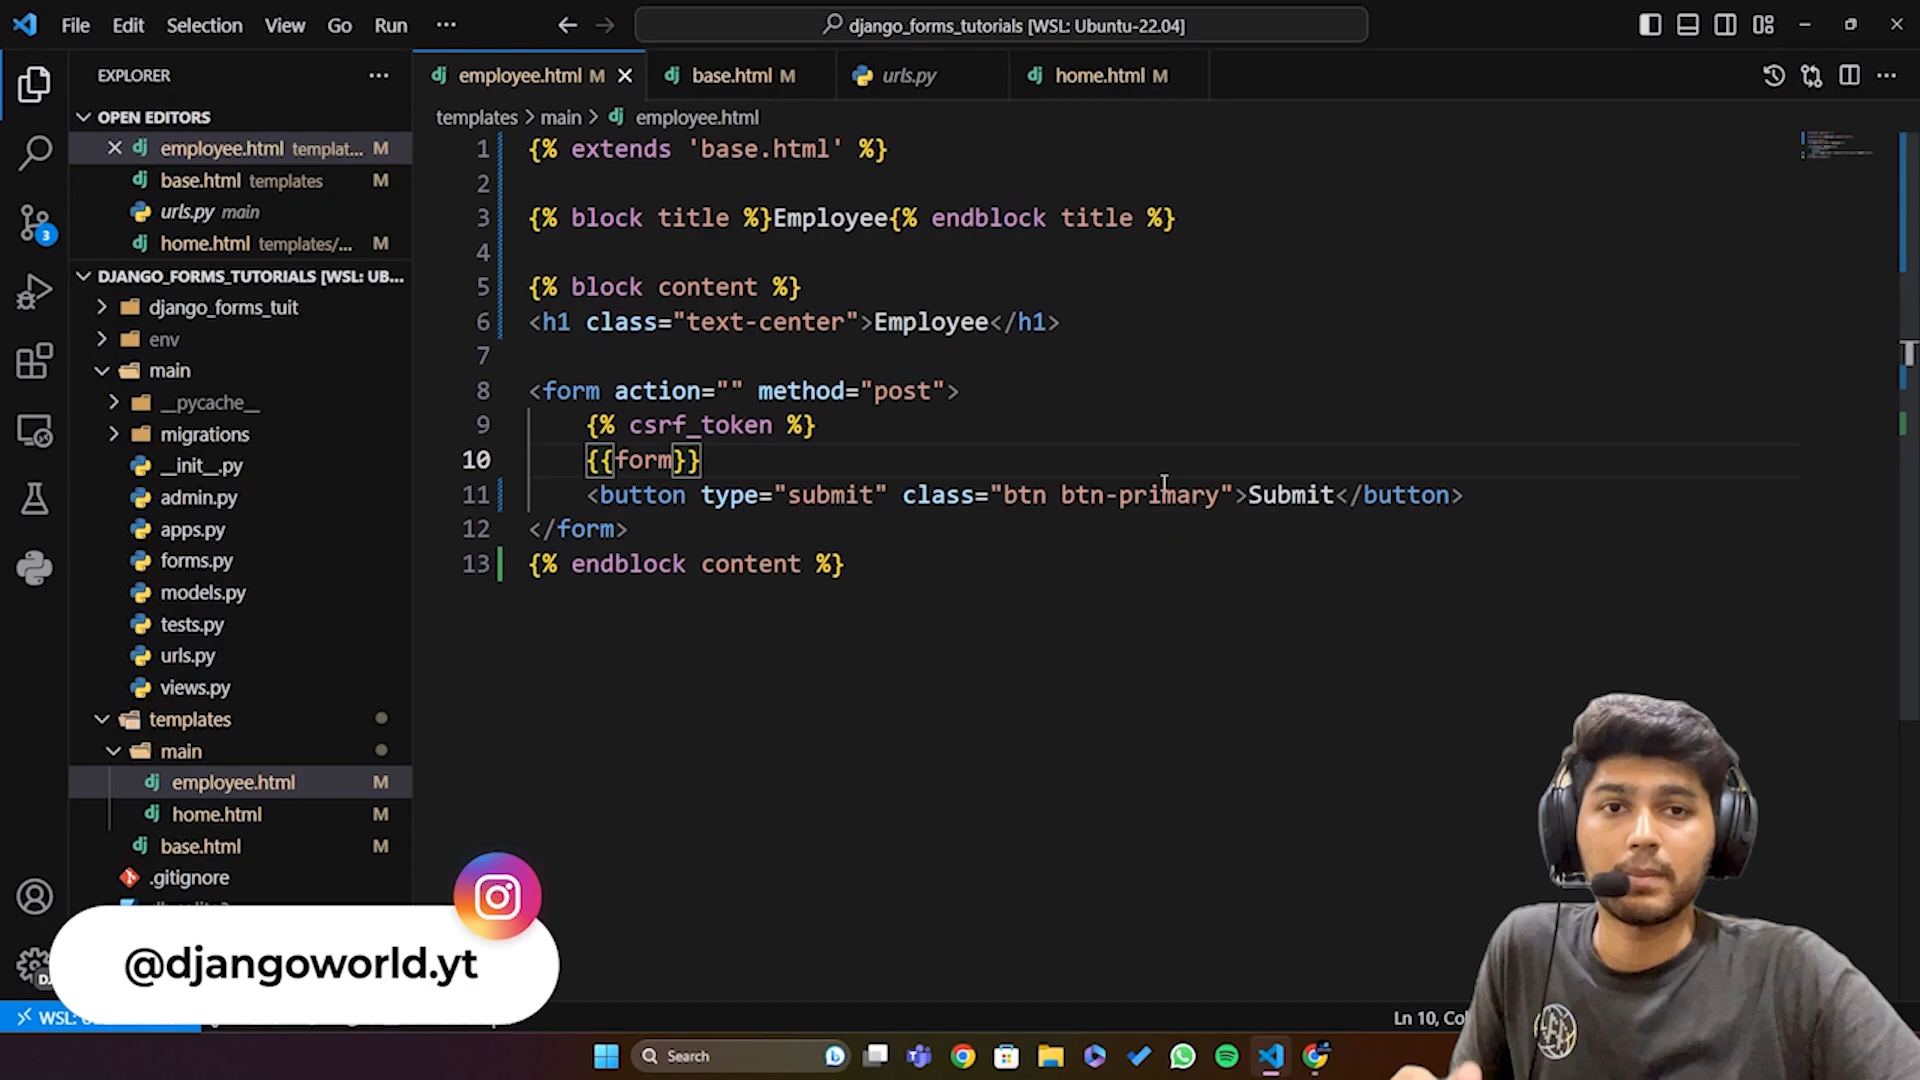 File Edit Selection View Go Run ···
django_forms_tutorials [WSL: Ubuntu-22.04]
EXPLORER ···
employee.html M
base.html M
urls.py
home.html M
OPEN EDITORS
employee.html templat... M
base.html templates M
urls.py main
home.html templates/... M
3
DJANGO_FORMS_TUTORIALS [WSL: UB...
django_forms_tuit
env
main
__pycache__
migrations
__init__.py
admin.py
apps.py
forms.py
models.py
tests.py
urls.py
views.py
templates
main
employee.html M
home.html M
base.html M
.gitignore
templates > main > employee.html
1 {% extends 'base.html' %}
2
3 {% block title %}Employee{% endblock title %}
4
5 {% block content %}
6 <h1 class="text-center">Employee</h1>
7
8 <form action="" method="post">
9 {% csrf_token %}
10 {{form}}
11 <button type="submit" class="btn btn-primary">Submit</button>
12 </form>
13 {% endblock content %}
@djangoworld.yt
WSL:
Ln 10,
Search